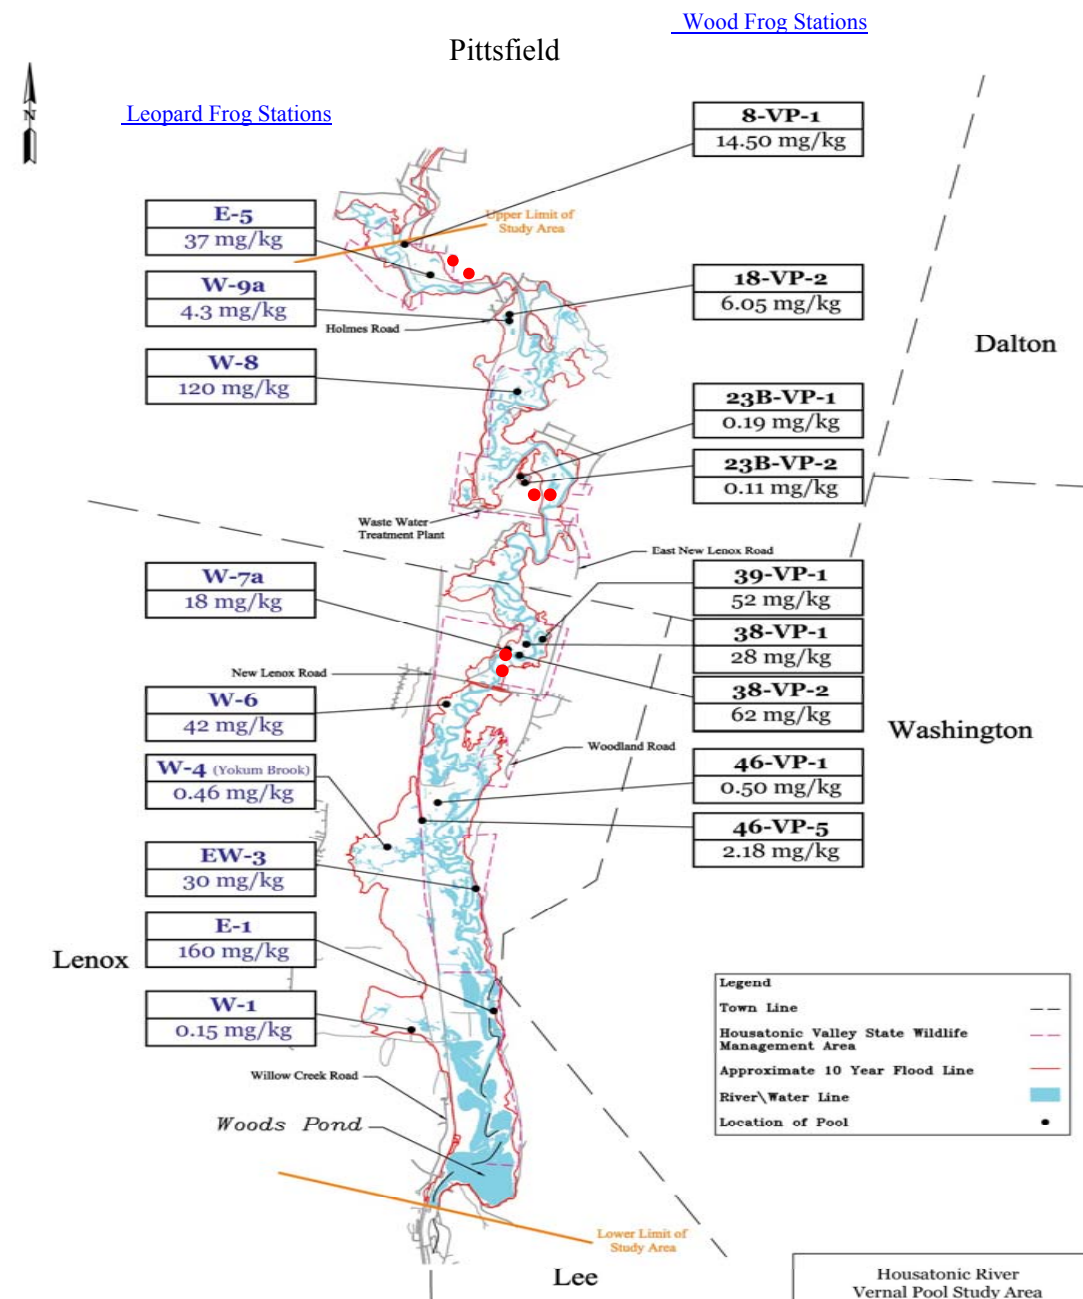 Wood Frog Stations
Pittsfield
N
Leopard Frog Stations
8-VP-1
14.50 mg/kg
E-5
37 mg/kg
Upper Limit of
Study Area
W-9a
4.3 mg/kg
18-VP-2
6.05 mg/kg
Holmes Road
Dalton
W-8
120 mg/kg
23B-VP-1
0.19 mg/kg
23B-VP-2
0.11 mg/kg
Waste Water
Treatment Plant
East New Lenox Road
W-7a
18 mg/kg
39-VP-1
52 mg/kg
38-VP-1
28 mg/kg
New Lenox Road
38-VP-2
62 mg/kg
W-6
42 mg/kg
Washington
Woodland Road
W-4 (Yokum Brook)
0.46 mg/kg
46-VP-1
0.50 mg/kg
46-VP-5
2.18 mg/kg
EW-3
30 mg/kg
E-1
160 mg/kg
Lenox
W-1
0.15 mg/kg
Legend
Town Line
Housatonic Valley State Wildlife
Management Area
Approximate 10 Year Flood Line
River\Water Line
Location of Pool
Willow Creek Road
Woods Pond
Lower Limit of
Study Area
Lee
Housatonic River
Vernal Pool Study Area